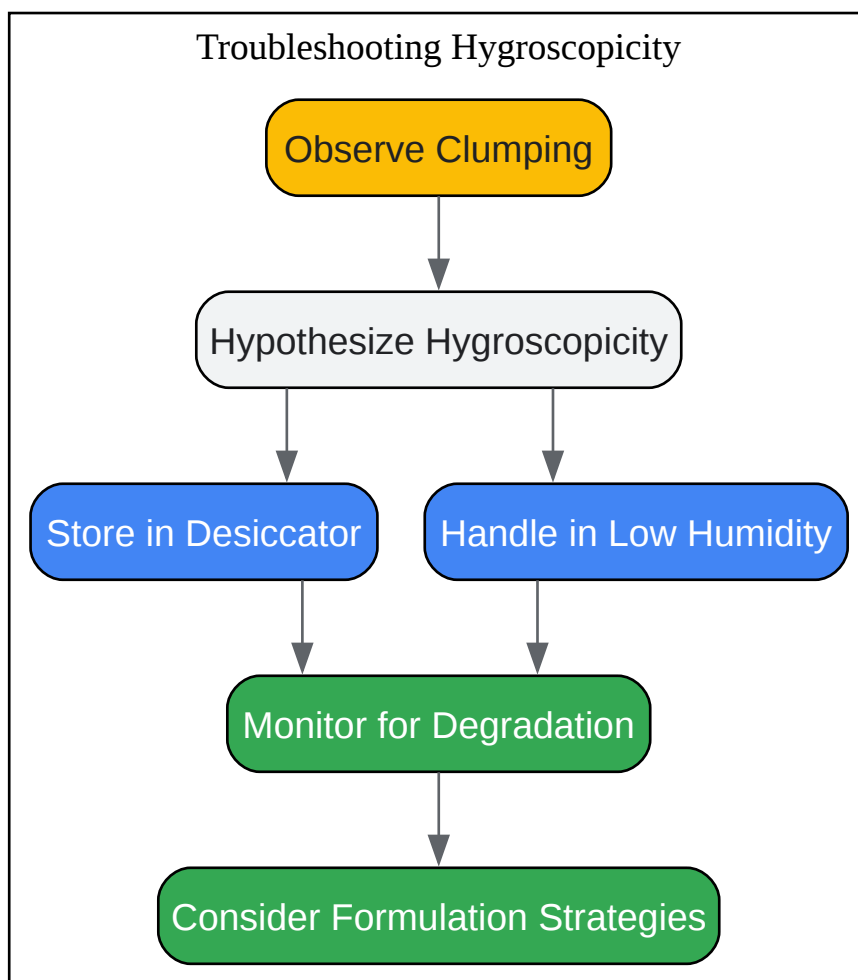 Troubleshooting Hygroscopicity
Observe Clumping
Hypothesize Hygroscopicity
Store in Desiccator
Handle in Low Humidity
Monitor for Degradation
Consider Formulation Strategies